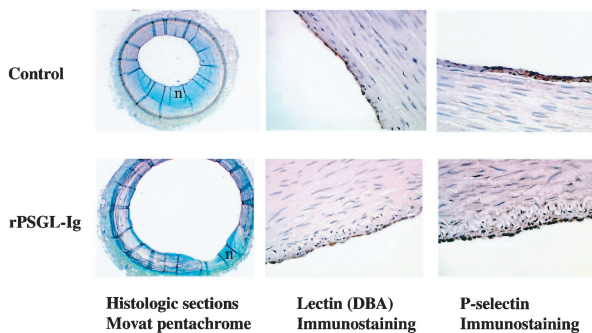 Control
n
rPSGL-Ig
n
Histologic sections
Movat pentachrome
Lectin (DBA)
Immunostaining
P-selectin
Immunostaining